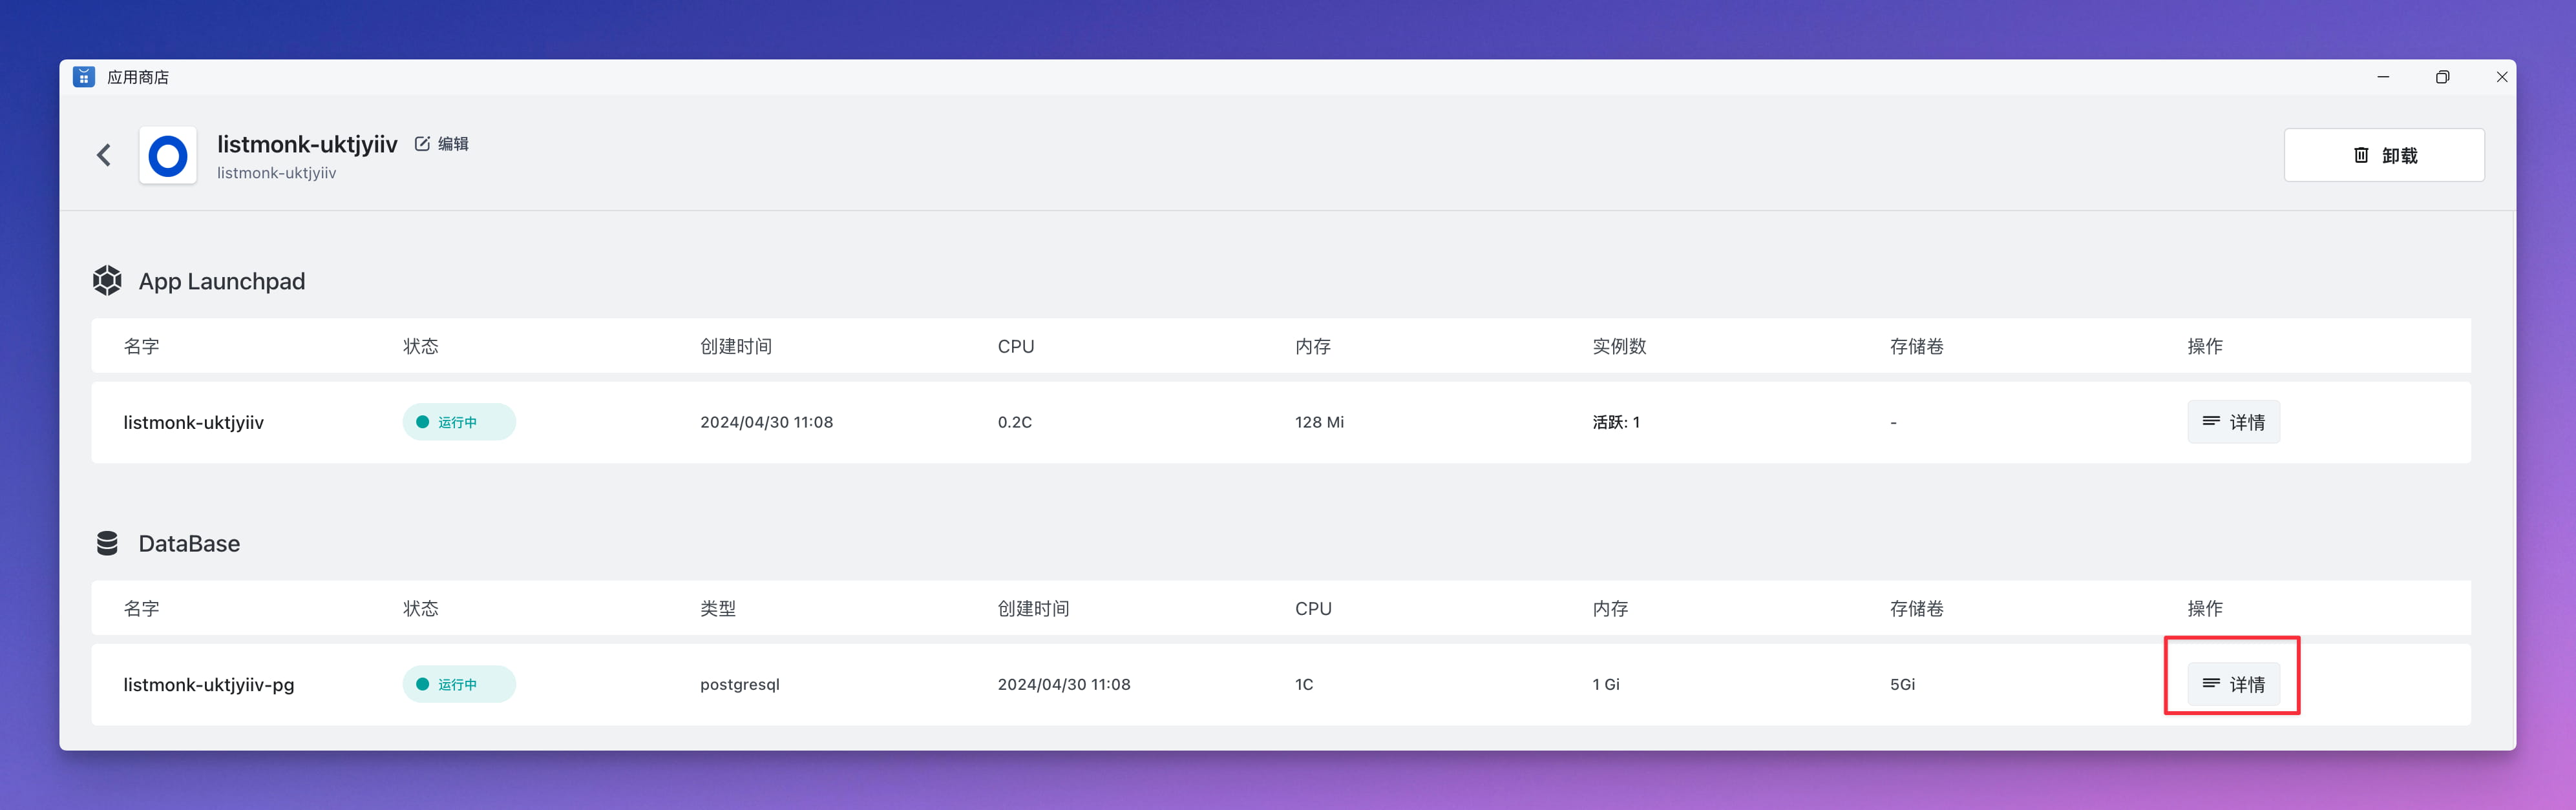 应用商店
listmonk-uktjyiiv 编辑
listmonk-uktjyiiv
卸载
App Launchpad
名字 状态 创建时间 CPU 内存 实例数 存储卷 操作
listmonk-uktjyiiv 运行中 2024/04/30 11:08 0.2C 128 Mi 活跃: 1 - 详情
DataBase
名字 状态 类型 创建时间 CPU 内存 存储卷 操作
listmonk-uktjyiiv-pg 运行中 postgresql 2024/04/30 11:08 1C 1 Gi 5Gi 详情